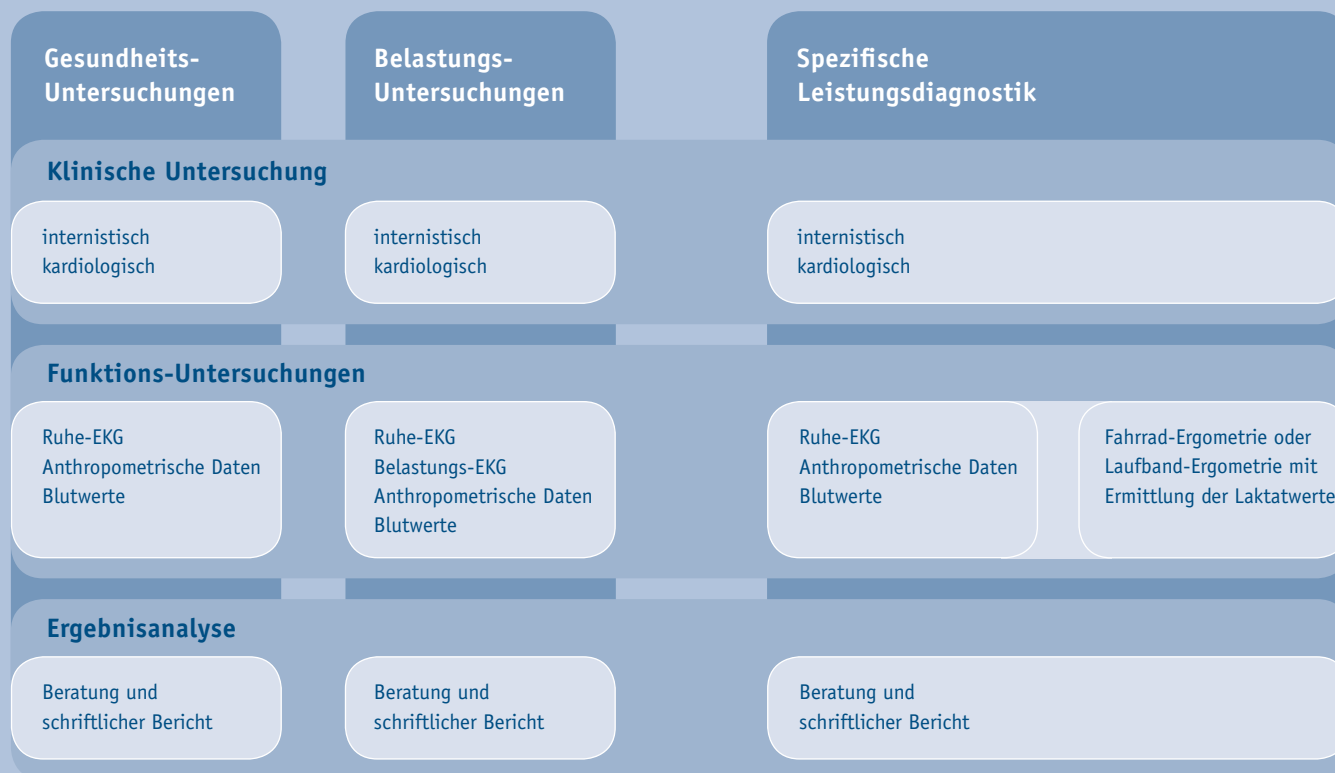 Gesundheits-
Untersuchungen
Belastungs-
Untersuchungen
Spezifische
Leistungsdiagnostik
Klinische Untersuchung
internistisch
kardiologisch
internistisch
kardiologisch
internistisch
kardiologisch
Funktions-Untersuchungen
Ruhe-EKG
Anthropometrische Daten
Blutwerte
Ruhe-EKG
Belastungs-EKG
Anthropometrische Daten
Blutwerte
Ruhe-EKG
Anthropometrische Daten
Blutwerte
Fahrrad-Ergometrie oder
Laufband-Ergometrie mit
Ermittlung der Laktatwerte
Ergebnisanalyse
Beratung und
schriftlicher Bericht
Beratung und
schriftlicher Bericht
Beratung und
schriftlicher Bericht